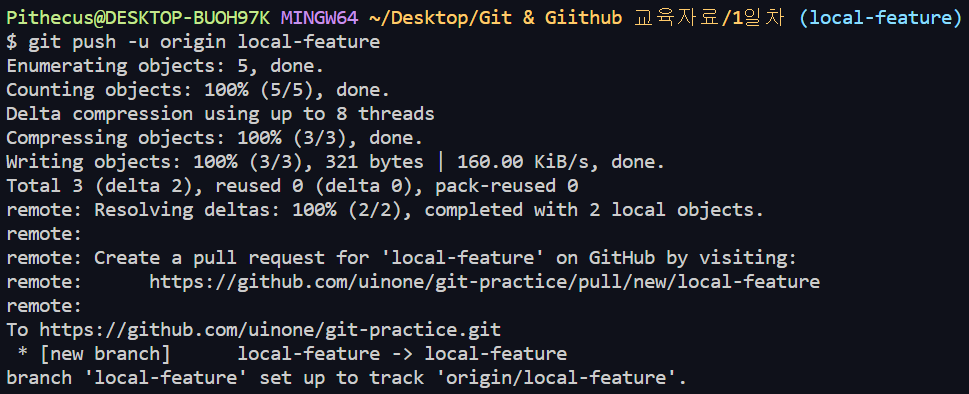 Pithecus@DESKTOP-BUOH97K MINGW64 ~/Desktop/Git & Giithub 교육자료/1일차 (local-feature)
$ git push -u origin local-feature
Enumerating objects: 5, done.
Counting objects: 100% (5/5), done.
Delta compression using up to 8 threads
Compressing objects: 100% (3/3), done.
Writing objects: 100% (3/3), 321 bytes | 160.00 KiB/s, done.
Total 3 (delta 2), reused 0 (delta 0), pack-reused 0
remote: Resolving deltas: 100% (2/2), completed with 2 local objects.
remote:
remote: Create a pull request for 'local-feature' on GitHub by visiting:
remote:      https://github.com/uinone/git-practice/pull/new/local-feature
remote:
To https://github.com/uinone/git-practice.git
 * [new branch]      local-feature -> local-feature
branch 'local-feature' set up to track 'origin/local-feature'.